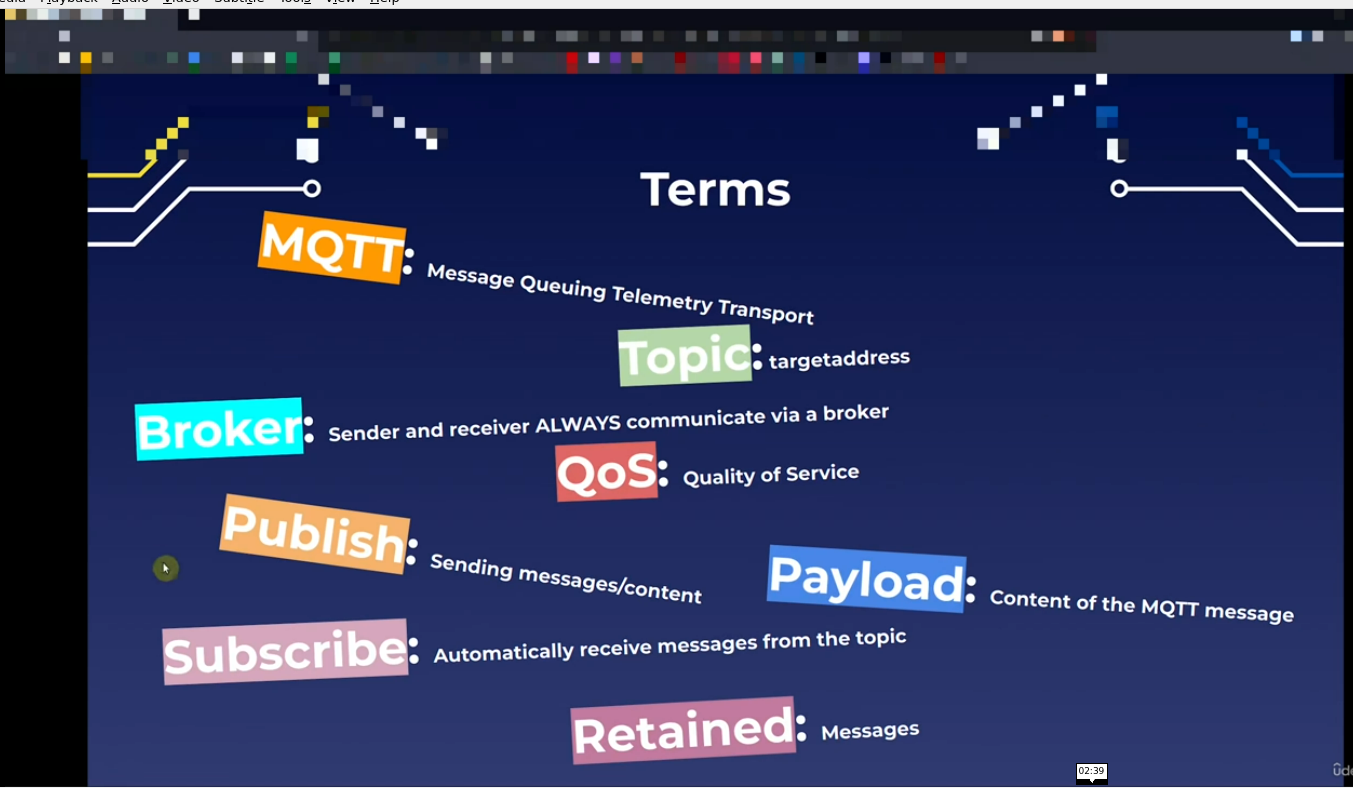 Playback Audio Video Subtitle Tools View Help
Terms
MQTT: Message Queuing Telemetry Transport
Topic: targetaddress
Broker: Sender and receiver ALWAYS communicate via a broker
QoS: Quality of Service
Publish: Sending messages/content
Payload: Content of the MQTT message
Subscribe: Automatically receive messages from the topic
Retained: Messages
02:39